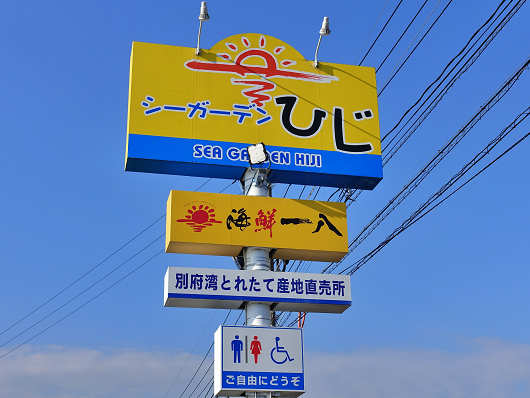 シーガーデン ひじ
SEA GARDEN HIJI
海鮮一八
別府湾とれたて産地直売所
ご自由にどうぞ